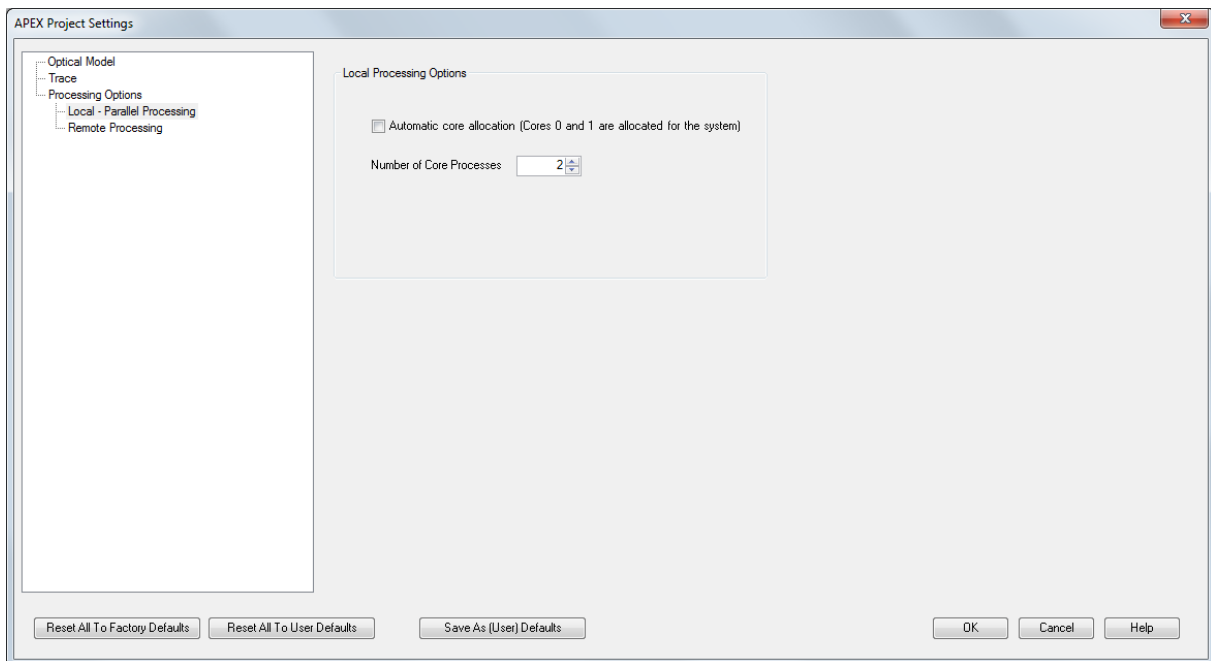 APEX Project Settings
x
Optical Model
Trace
Processing Options
Local - Parallel Processing
Remote Processing
Local Processing Options
Automatic core allocation (Cores 0 and 1 are allocated for the system)
Number of Core Processes 2
Reset All To Factory Defaults Reset All To User Defaults Save As (User) Defaults OK Cancel Help